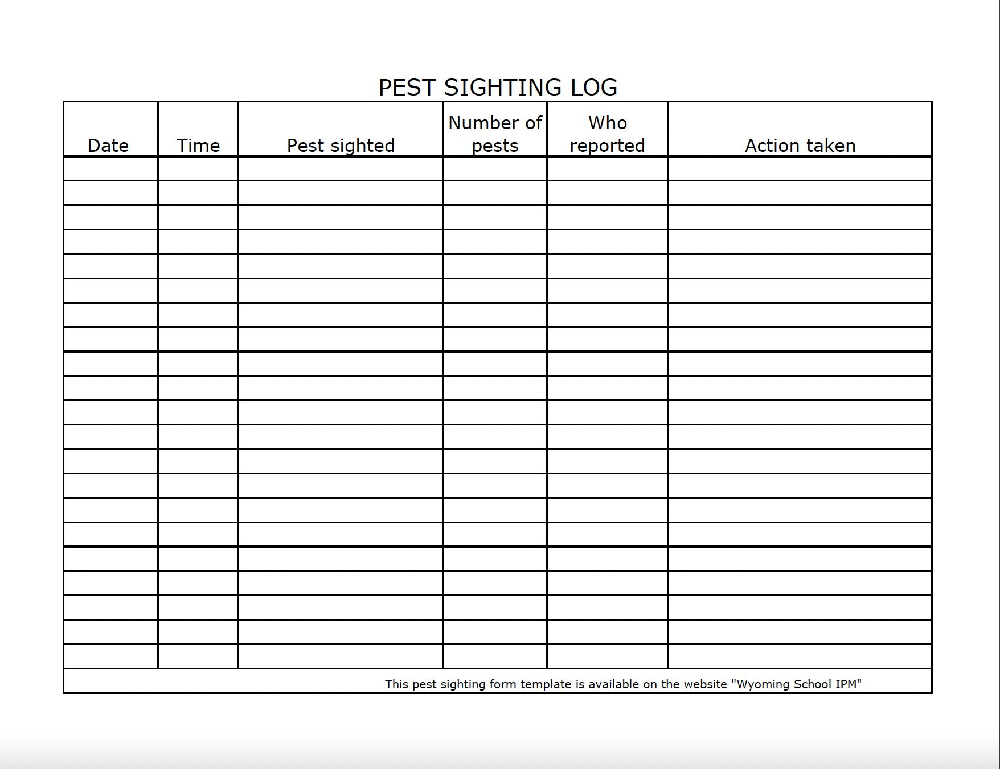 PEST SIGHTING LOG
Date
Time
Pest sighted
Number of
pests
Who
reported
Action taken
This pest sighting form template is available on the website "Wyoming School IPM"